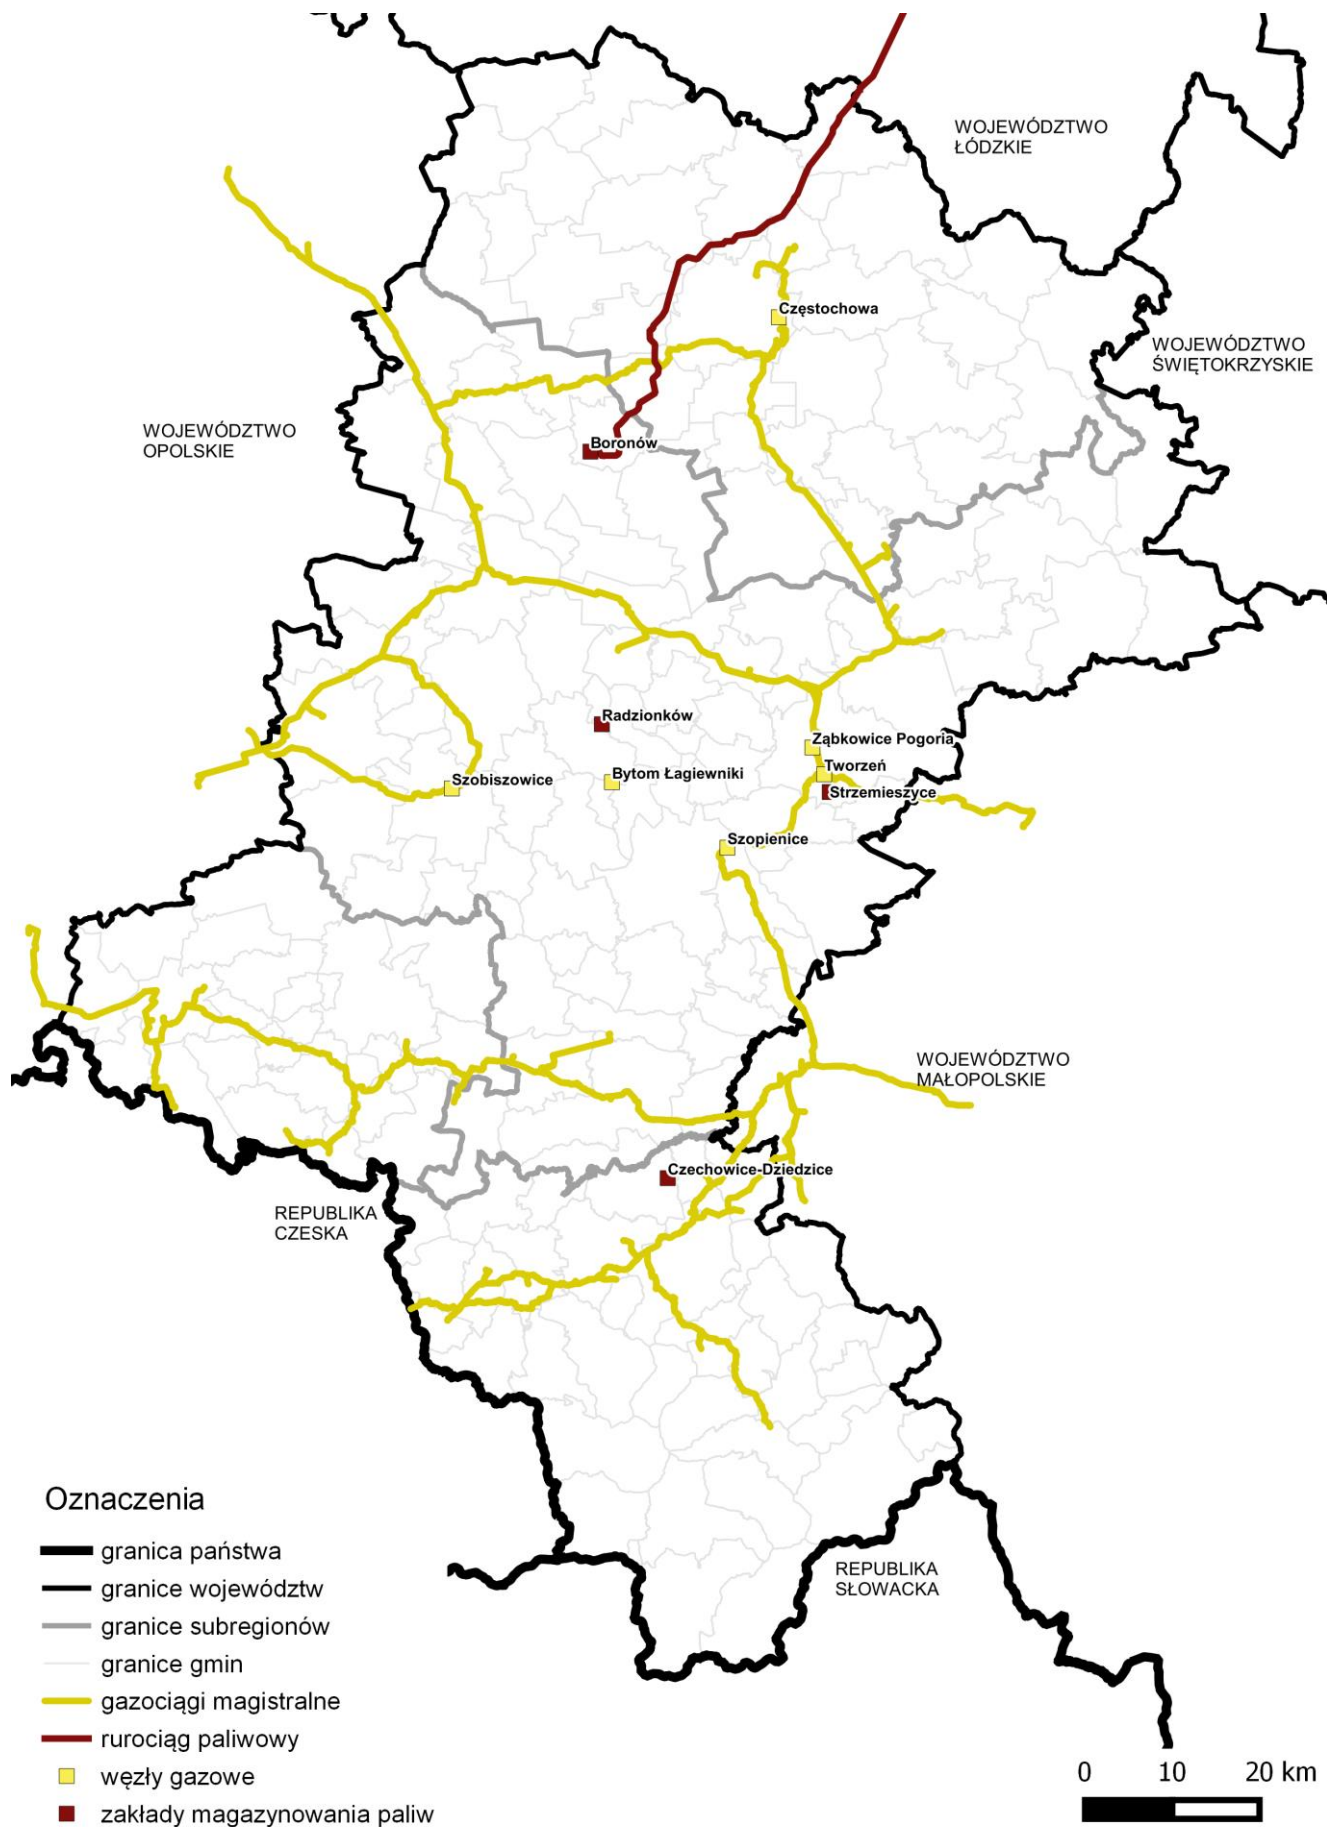 WOJEWÓDZTWO
ŁÓDZKIE
Częstochowa
WOJEWÓDZTWO
ŚWIĘTOKRZYSKIE
WOJEWÓDZTWO
OPOLSKIE
Boronów
Radzionków
Ząbkowice Pogoria
Tworzeń
Szobiszowice
Bytom Łagiewniki
Strzemieszyce
Szopienice
WOJEWÓDZTWO
MAŁOPOLSKIE
Czechowice-Dziedzice
REPUBLIKA
CZESKA
Oznaczenia
granica państwa
granice województw
granice subregionów
granice gmin
gazociągi magistralne
rurociąg paliwowy
węzły gazowe
zakłady magazynowania paliw
REPUBLIKA
SŁOWACKA
0 10 20 km